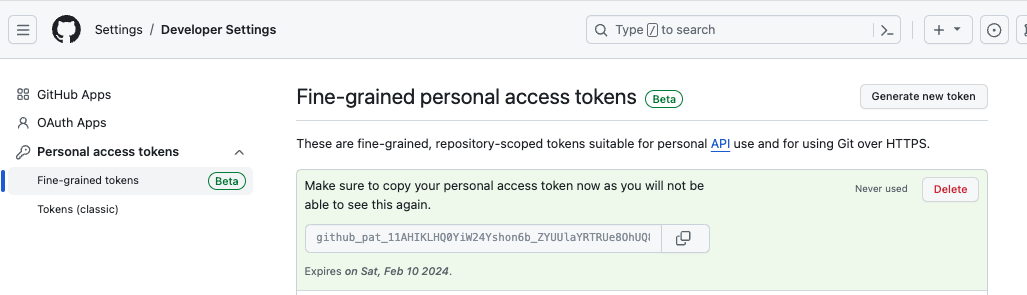 Settings / Developer Settings
Type / to search
GitHub Apps
OAuth Apps
Personal access tokens
Fine-grained tokens Beta
Tokens (classic)
Fine-grained personal access tokens Beta
Generate new token
These are fine-grained, repository-scoped tokens suitable for personal API use and for using Git over HTTPS.
Make sure to copy your personal access token now as you will not be
able to see this again.
Never used
Delete
github_pat_11AHIKLHQ0YiW24Yshon6b_ZYUUlaYRTRUe8OhUQ
Expires on Sat, Feb 10 2024.